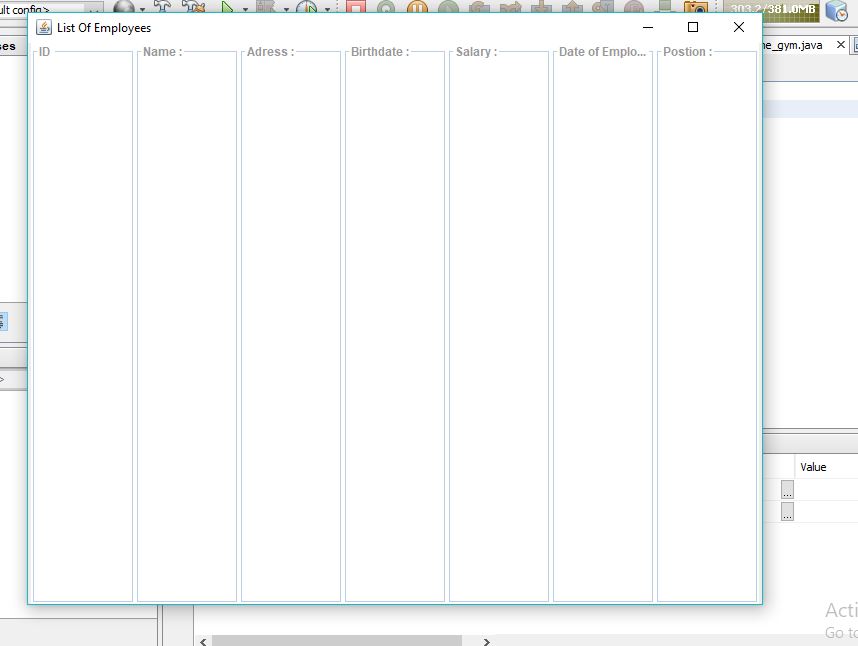 ult config>
303.2/381.0MB
List Of Employees
ses
ne_gym.java
ID
Name :
Adress :
Birthdate :
Salary :
Date of Emplo...
Postion :
Value
...
...
>
Acti
Go to